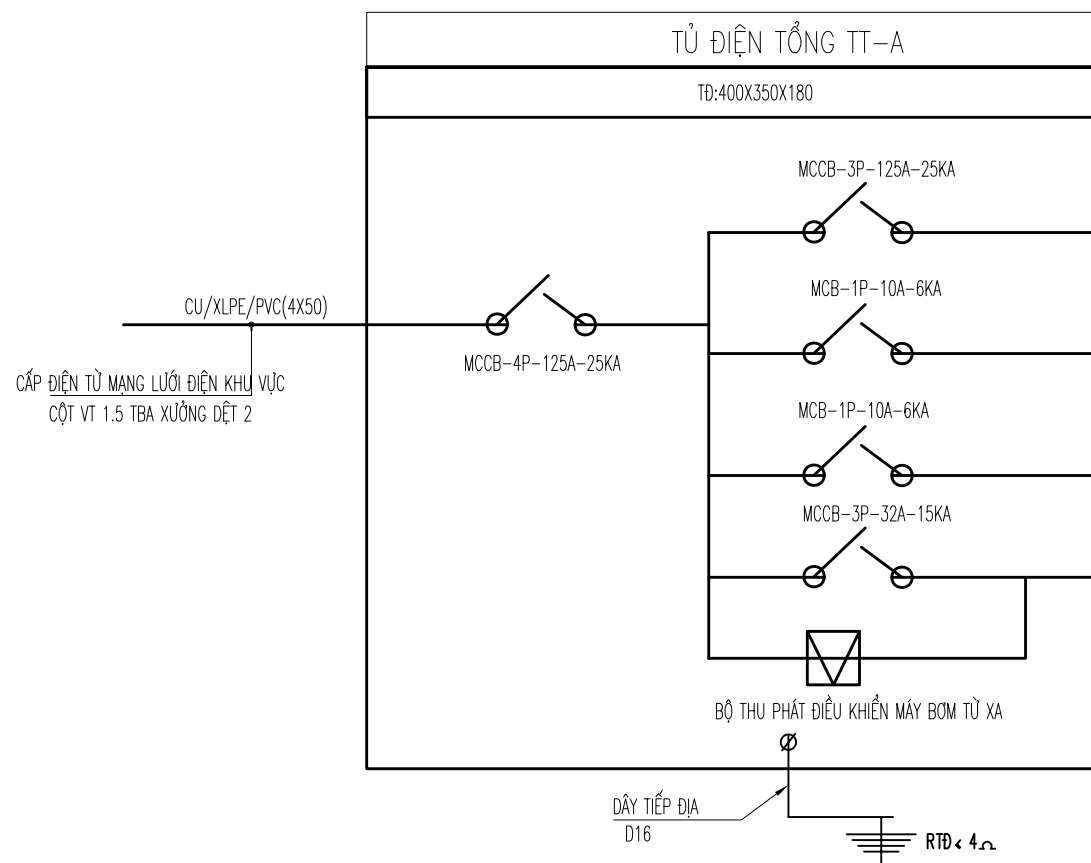 TỦ ĐIỆN TỔNG TT-A
TĐ:400X350X180
MCCB-3P-125A-25KA
MCB-1P-10A-6KA
CU/XLPE/PVC(4X50)
MCCB-4P-125A-25KA
CẤP ĐIỆN TỪ MẠNG LƯỚI ĐIỆN KHU VỰC
CỘT VT 1.5 TBA XƯỞNG DỆT 2
MCB-1P-10A-6KA
MCCB-3P-32A-15KA
BỘ THU PHÁT ĐIỀU KHIỂN MÁY BƠM TỪ XA
DÂY TIẾP ĐỊA
D16
RTĐ < 4Ω